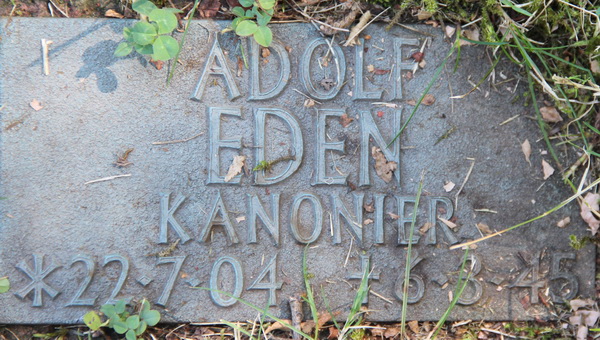 ADOLF
EDEN
KANONIER
*22·7·04 +6·3·45